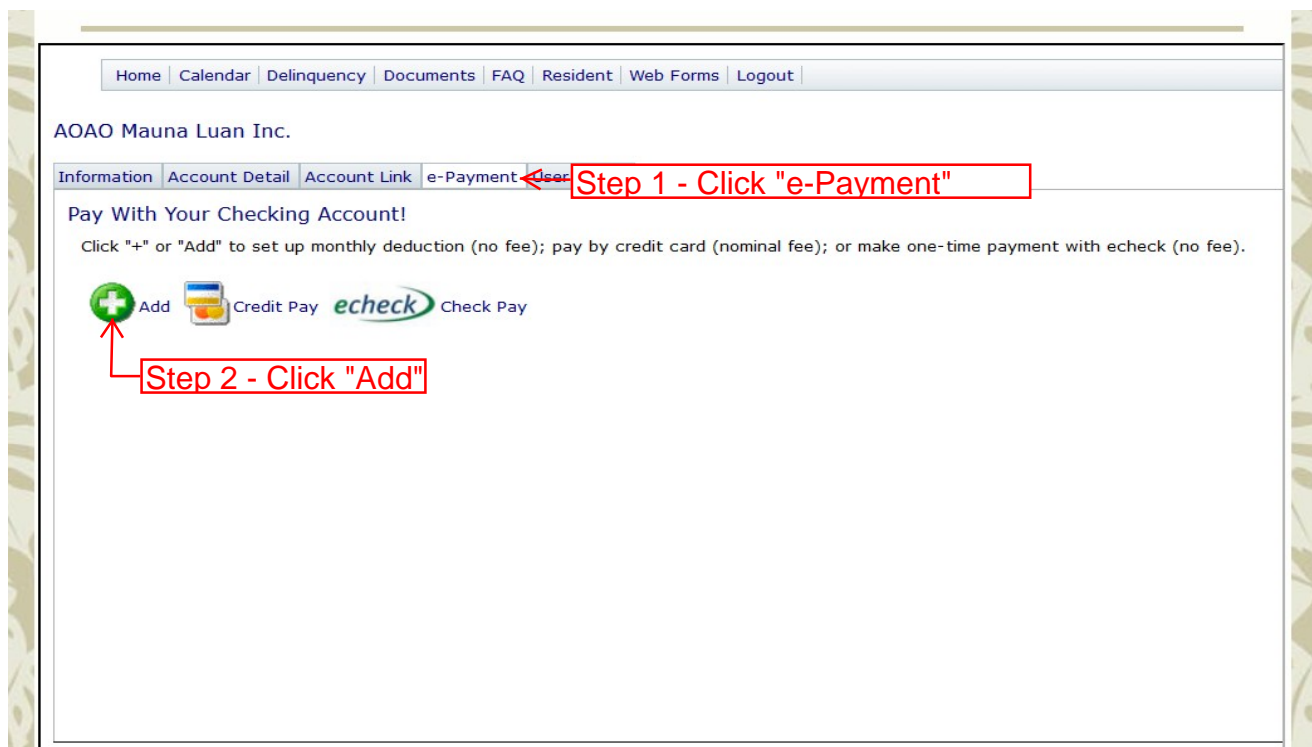 Home Calendar Delinquency Documents FAQ Resident Web Forms Logout
AOAO Mauna Luan Inc.
Information Account Detail Account Link e-Payment User
Step 1 - Click "e-Payment"
Pay With Your Checking Account!
Click "+" or "Add" to set up monthly deduction (no fee); pay by credit card (nominal fee); or make one-time payment with echeck (no fee).
Add Credit Pay echeck Check Pay
Step 2 - Click "Add"